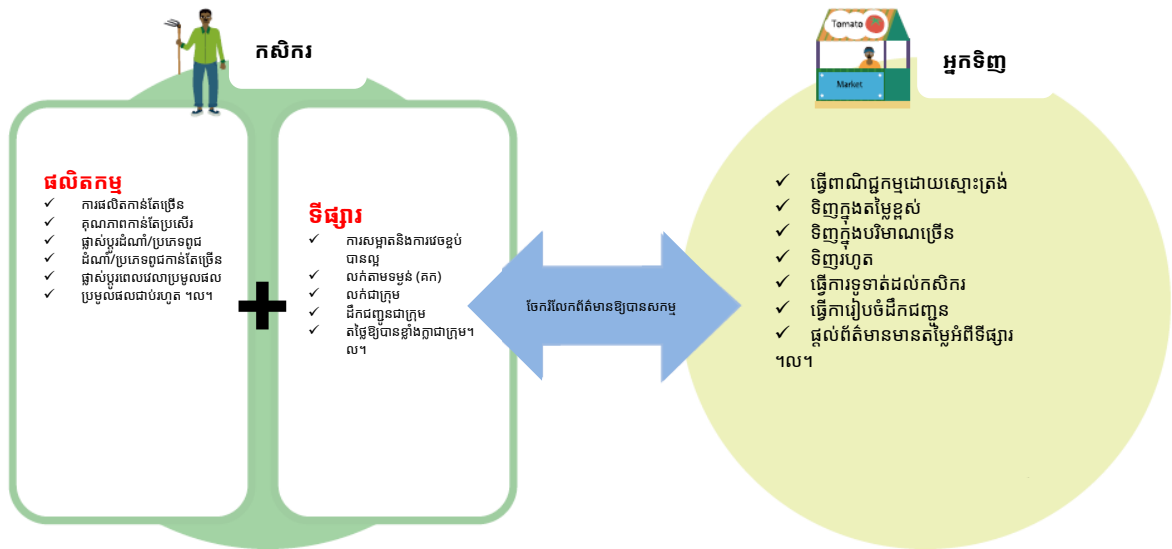 កសិករ
ផលិតកម្ម
✓ ការផលិតកាន់តែច្រើន
✓ គុណភាពកាន់តែប្រសើរ
✓ ផ្លាស់ប្តូរដំណាំ/ប្រភេទពូជ
✓ ដំណាំ/ប្រភេទពូជកាន់តែច្រើន
✓ ផ្លាស់ប្តូរពេលវេលាប្រមូលផល
✓ ប្រមូលផលជាប់រហូត ។ល។
ទីផ្សារ
✓ ការសម្អាតនិងការវេចខ្ចប់
បានល្អ
✓ លក់តាមទម្ងន់ (គក)
✓ លក់ជាក្រុម
✓ ដឹកជញ្ជូនជាក្រុម
✓ តថ្លៃឱ្យបានខ្លាំងក្លាជាក្រុម។
ល។
ចែករំលែកព័ត៌មានឱ្យបានសកម្ម
Tomato
Market
អ្នកទិញ
✓ ធ្វើពាណិជ្ជកម្មដោយស្មោះត្រង់
✓ ទិញក្នុងតម្លៃខ្ពស់
✓ ទិញក្នុងបរិមាណច្រើន
✓ ទិញរហូត
✓ ធ្វើការទូទាត់ដល់កសិករ
✓ ធ្វើការៀបចំដឹកជញ្ជូន
✓ ផ្តល់ព័ត៌មានមានតម្លៃអំពីទីផ្សារ
។ល។